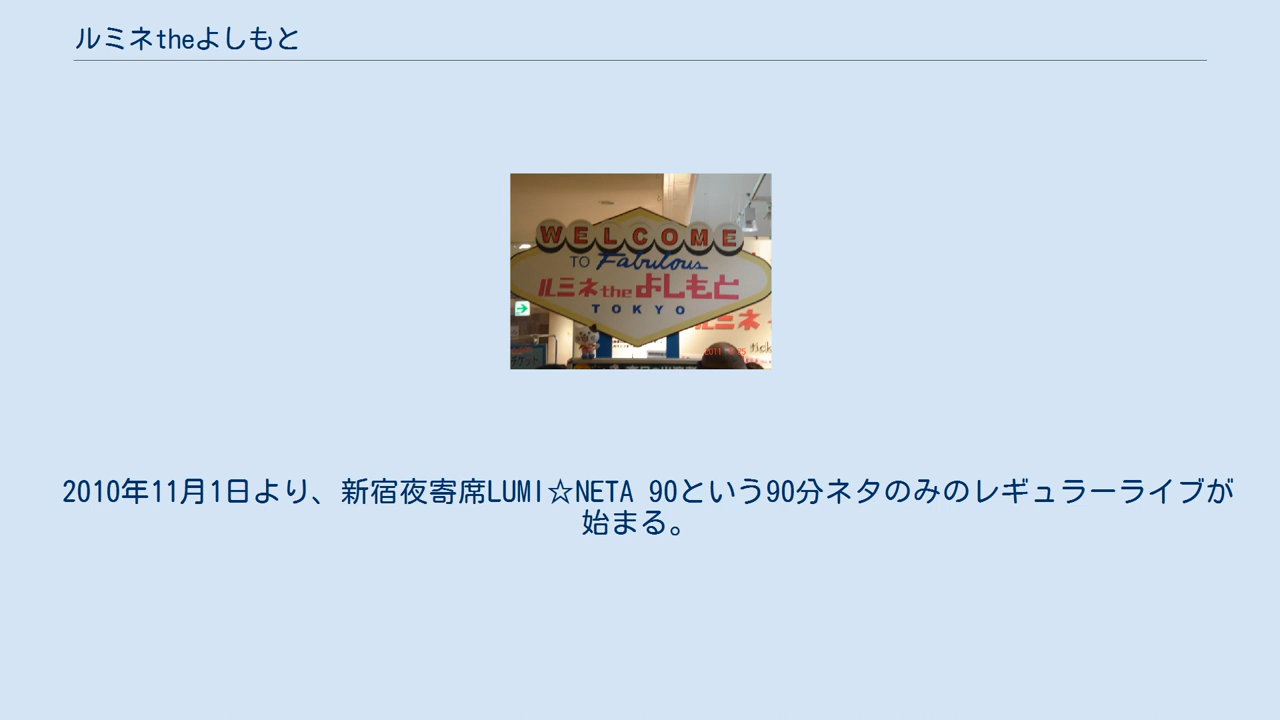 ルミネtheよしもと
WELCOME
TO Fabulous
ルミネtheよしもと
TOKYO
ルミネ
2010年11月1日より、新宿夜寄席LUMI☆NETA 90という90分ネタのみのレギュラーライブが
始まる。